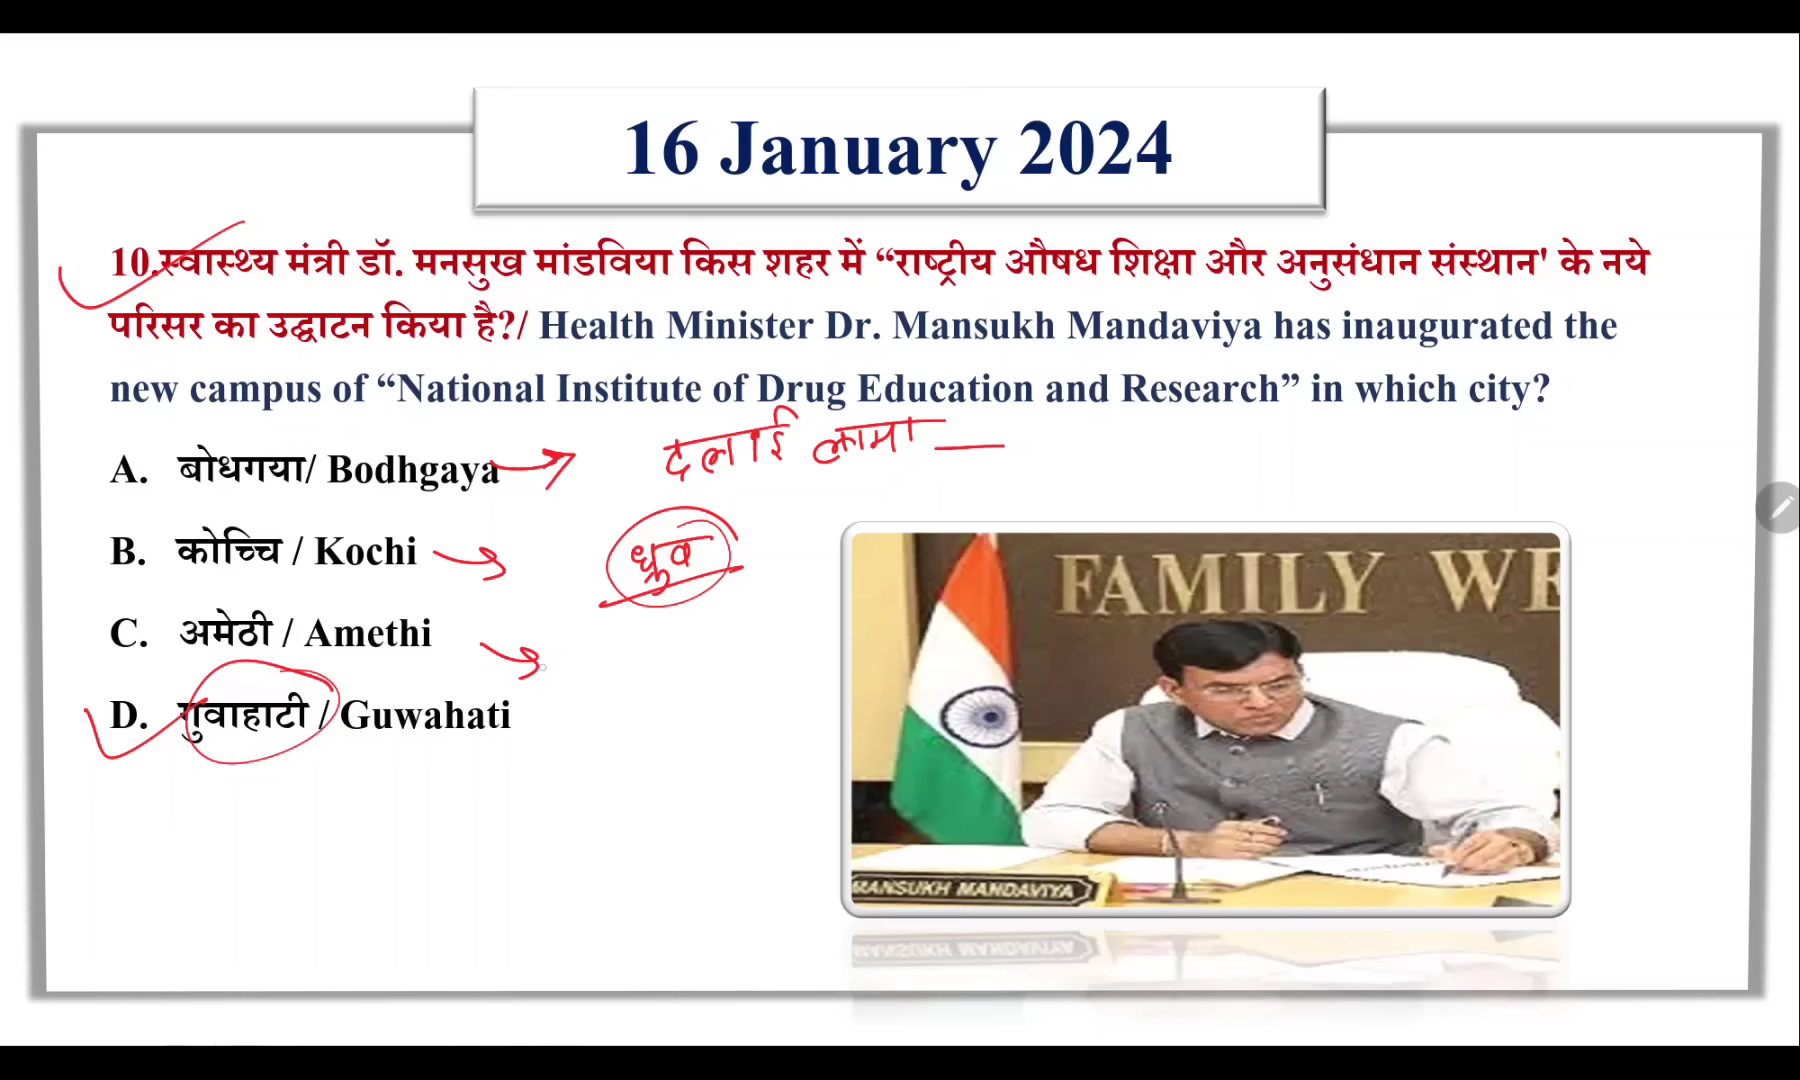 16 January 2024
10.स्वास्थ्य मंत्री डॉ. मनसुख मांडविया किस शहर में “राष्ट्रीय औषध शिक्षा और अनुसंधान संस्थान' के नये
परिसर का उद्घाटन किया है?/ Health Minister Dr. Mansukh Mandaviya has inaugurated the
new campus of “National Institute of Drug Education and Research” in which city?
A. बोधगया/ Bodhgaya
दलाई लामा
B. कोच्चि / Kochi
ध्रुव
C. अमेठी / Amethi
D. गुवाहाटी / Guwahati
FAMILY WE
MANSUKH MANDAVIYA